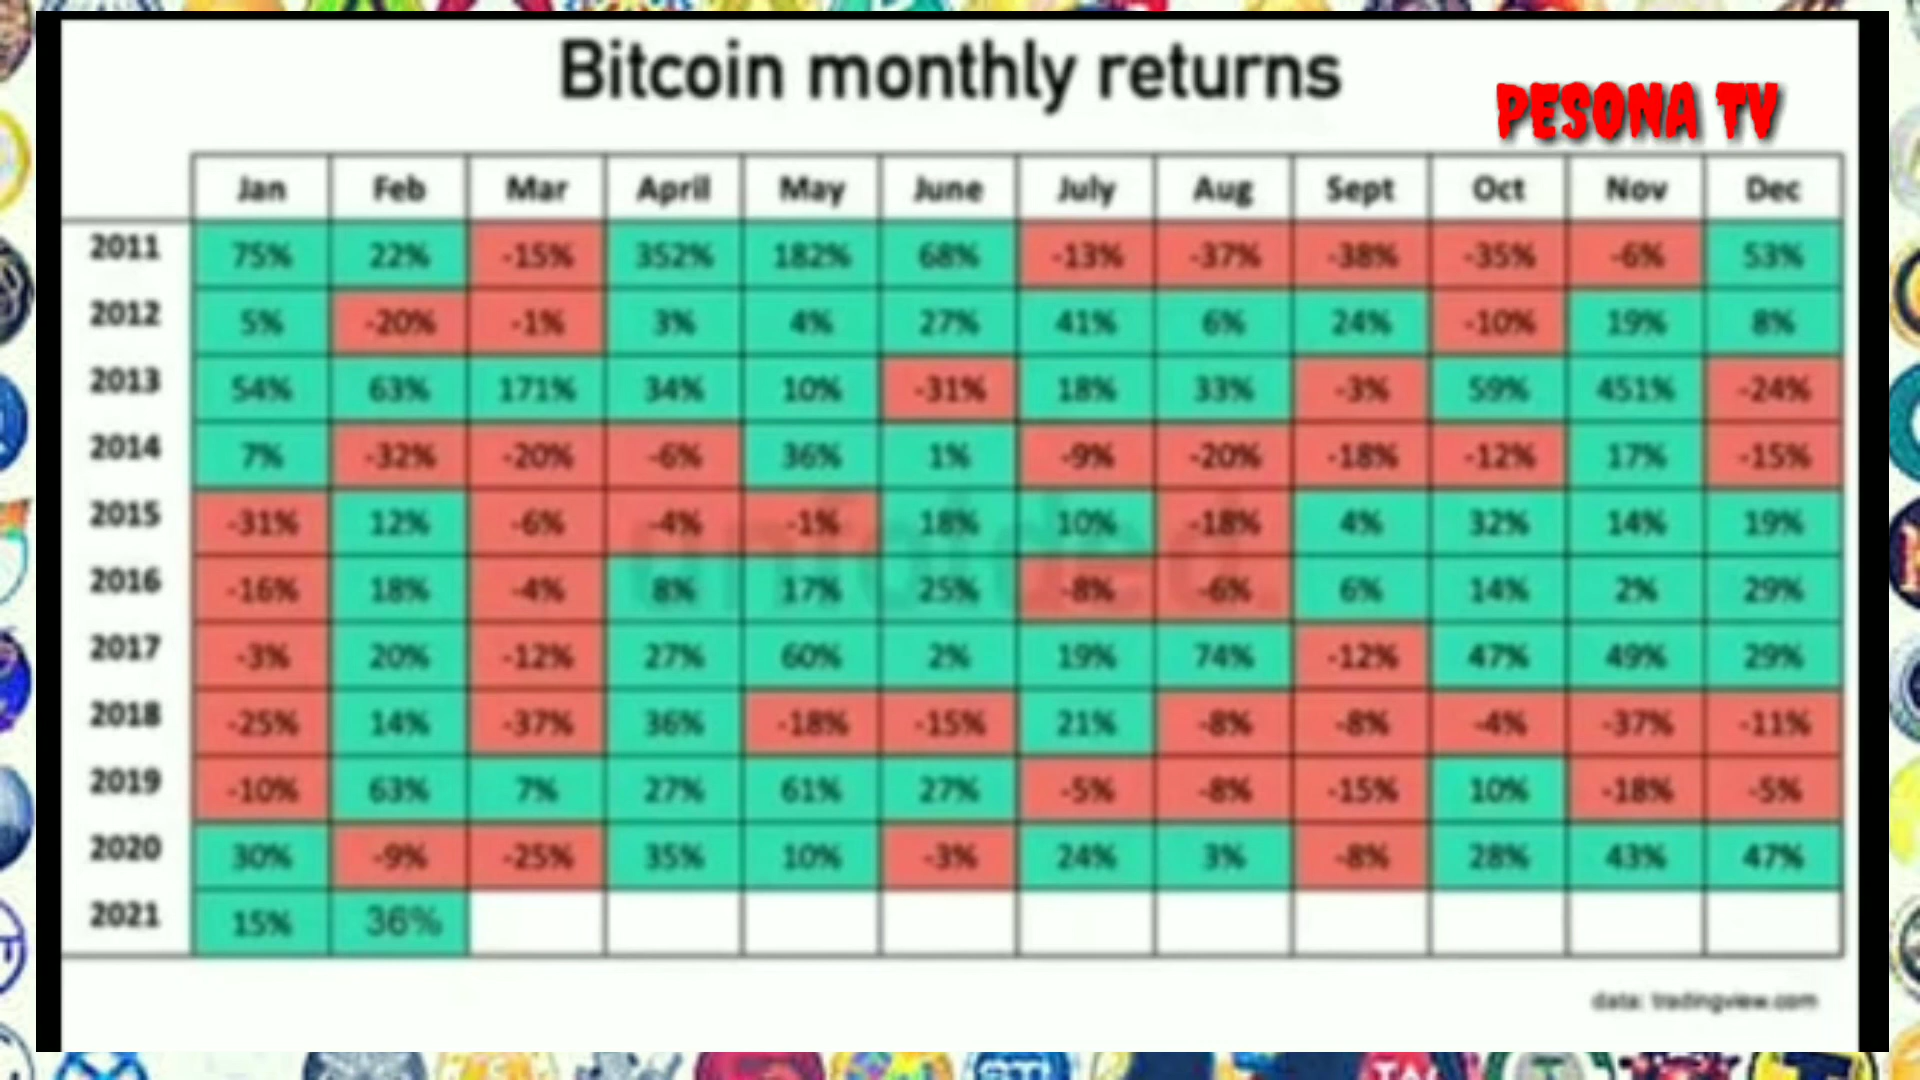 Bitcoin monthly returns
PESONA TV
Jan Feb Mar April May June July Aug Sept Oct Nov Dec
2011 75% 22% -15% 352% 182% 68% -13% -37% -38% -35% -6% 53%
2012 5% -20% -1% 3% 4% 27% 41% 6% 24% -10% 19% 8%
2013 54% 63% 171% 34% 10% -31% 18% 33% -3% 59% 451% -24%
2014 7% -32% -20% -6% 36% 1% -9% -20% -18% -12% 17% -15%
2015 -31% 12% -6% -4% -1% 18% 10% -18% 4% 32% 14% 19%
unfolded.
2016 -16% 18% -4% 8% 17% 25% -8% -6% 6% 14% 2% 29%
2017 -3% 20% -12% 27% 60% 2% 19% 74% -12% 47% 49% 29%
2018 -25% 14% -37% 36% -18% -15% 21% -8% -8% -4% -37% -11%
2019 -10% 63% 7% 27% 61% 27% -5% -8% -15% 10% -18% -5%
2020 30% -9% -25% 35% 10% -3% 24% 3% -8% 28% 43% 47%
2021 15% 36%
data: tradingview.com